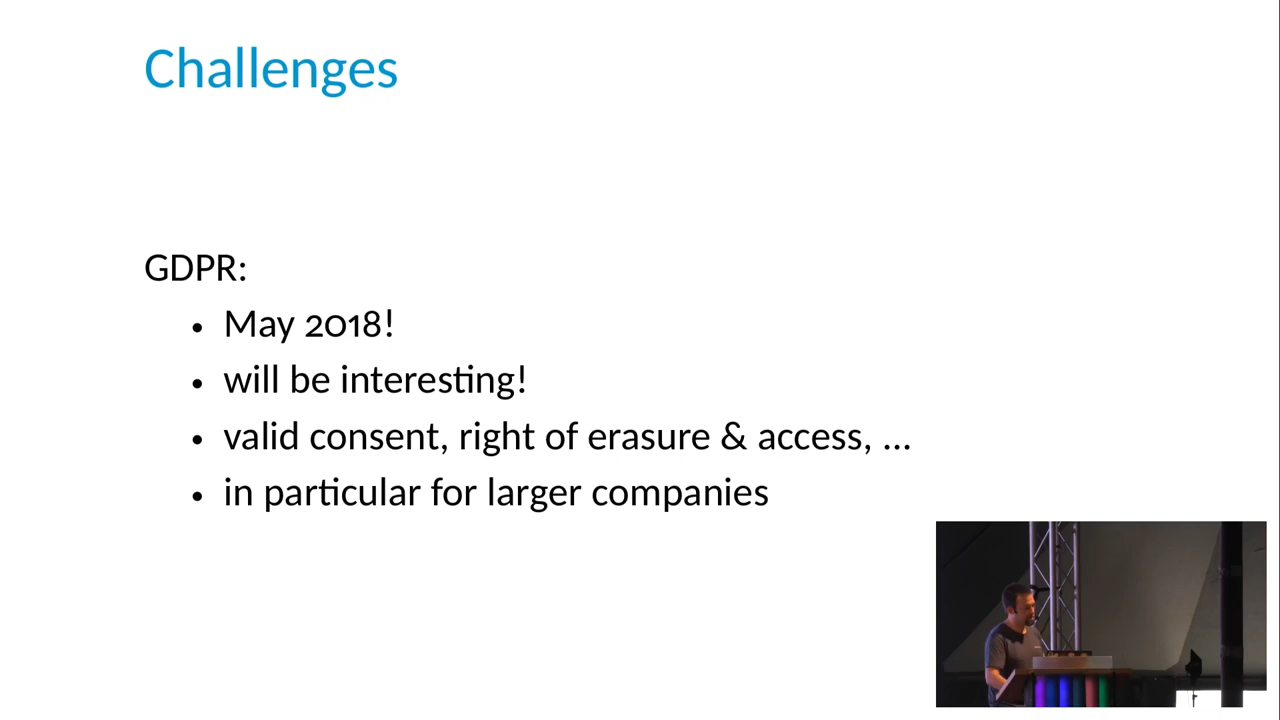 Challenges
GDPR:
• May 2018!
• will be interesting!
• valid consent, right of erasure & access, ...
• in particular for larger companies